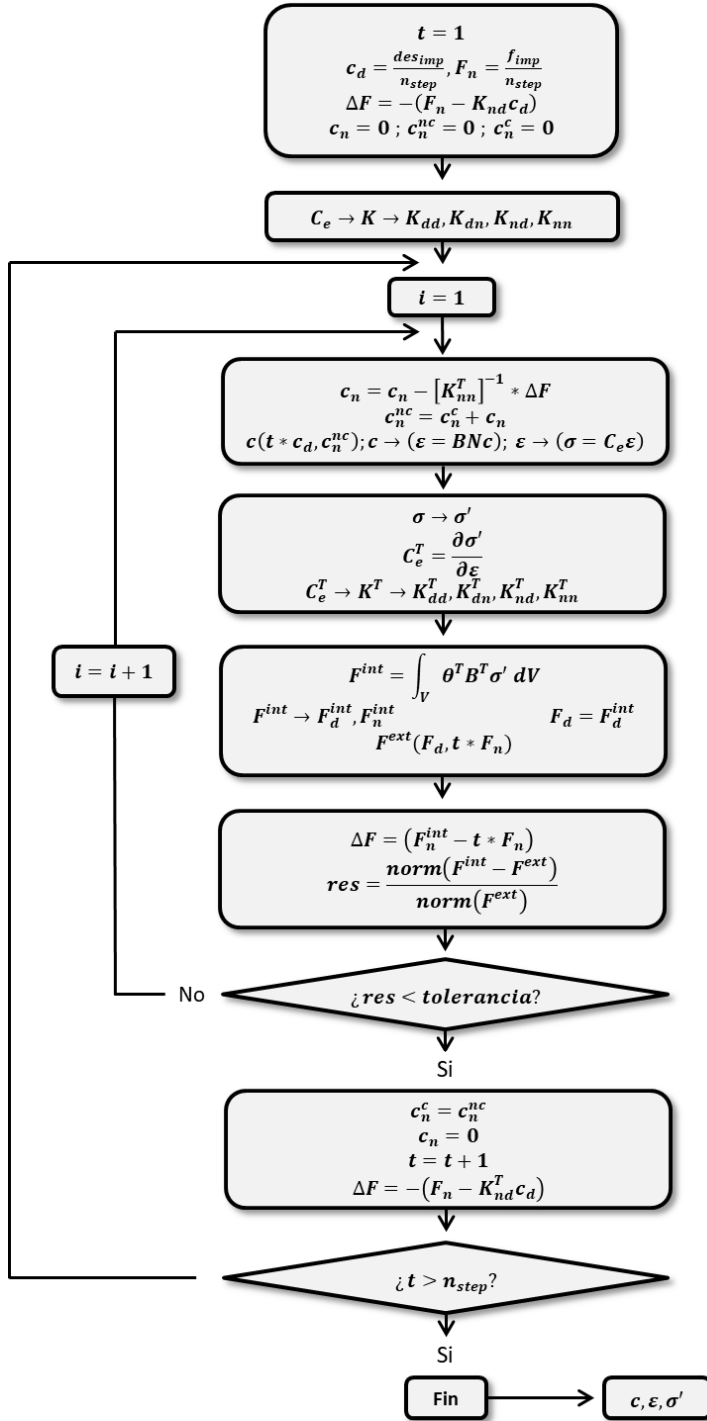 t = 1
c_d = des_imp / n_step, F_n = f_imp / n_step
ΔF = −(F_n − K_nd c_d)
c_n = 0 ; c_n^nc = 0 ; c_n^c = 0
C_e → K → K_dd, K_dn, K_nd, K_nn
i = 1
c_n = c_n − [K_nn^T]^−1 * ΔF
c_n^nc = c_n^c + c_n
c(t * c_d, c_n^nc); c → (ε = BNc); ε → (σ = C_e ε)
σ → σ′
C_e^T = ∂σ′ / ∂ε
C_e^T → K^T → K_dd^T, K_dn^T, K_nd^T, K_nn^T
i = i + 1
F^int = ∫_V θ^T B^T σ′ dV
F^int → F_d^int, F_n^int F_d = F_d^int
F^ext(F_d, t * F_n)
ΔF = (F_n^int − t * F_n)
res = norm(F^int − F^ext) / norm(F^ext)
No
¿res < tolerancia?
Si
c_n^c = c_n^nc
c_n = 0
t = t + 1
ΔF = −(F_n − K_nd^T c_d)
¿t > n_step?
Si
Fin
c, ε, σ′